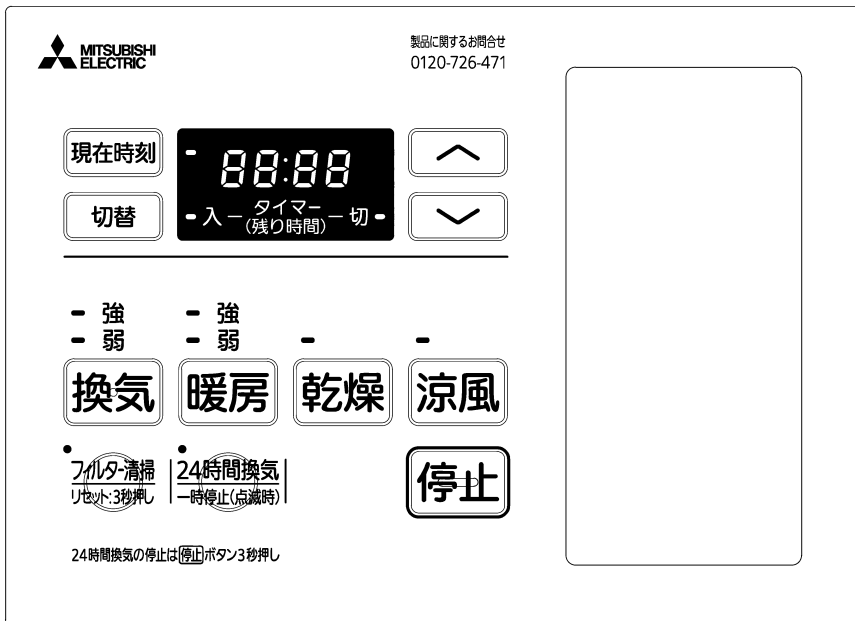 MITSUBISHI
ELECTRIC
製品に関するお問合せ
0120-726-471
現在時刻
88:88
切替
入 タイマー 切
(残り時間)
強 強
弱 弱
換気 暖房 乾燥 涼風
フィルター清掃 24時間換気
リセット:3秒押し 一時停止(点滅時)
停止
24時間換気の停止は停止ボタン3秒押し